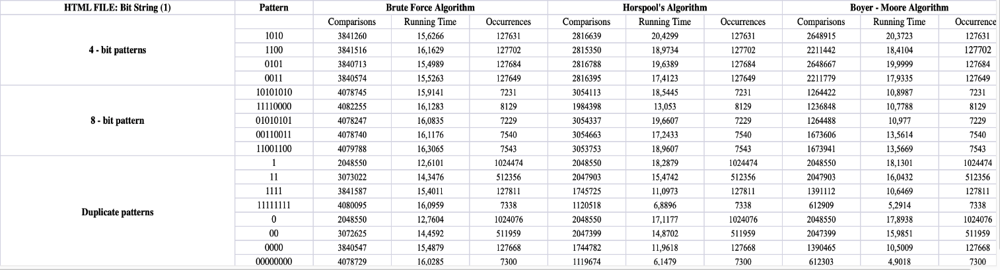 HTML FILE: Bit String (1) Pattern Brute Force Algorithm Horspool's Algorithm Boyer - Moore Algorithm
Comparisons Running Time Occurrences Comparisons Running Time Occurrences Comparisons Running Time Occurrence
1010 3841260 15,6266 127631 2816639 20,4299 127631 2648915 20,3723 127631
4 - bit patterns 1100 3841516 16,1629 127702 2815350 18,9734 127702 2211442 18,4104 127702
0101 3840713 15,4989 127684 2816788 19,6389 127684 2648667 19,9999 127684
0011 3840574 15,5263 127649 2816395 17,4123 127649 2211779 17,9335 127649
10101010 4078745 15,9141 7231 3054113 18,5445 7231 1264422 10,8987 7231
11110000 4082255 16,1283 8129 1984398 13,053 8129 1236848 10,7788 8129
8 - bit pattern 01010101 4078247 16,0835 7229 3054337 19,6607 7229 1264488 10,977 7229
00110011 4078740 16,1176 7540 3054663 17,2433 7540 1673606 13,5614 7540
11001100 4079788 16,3065 7543 3053753 18,9607 7543 1673941 13,5669 7543
1 2048550 12,6101 1024474 2048550 18,2879 1024474 2048550 18,1301 1024474
11 3073022 14,3476 512356 2047903 15,4742 512356 2047903 16,0432 512356
1111 3841587 15,4011 127811 1745725 11,0973 127811 1391112 10,6469 127811
Duplicate patterns 11111111 4080095 16,0959 7338 1120518 6,8896 7338 612909 5,2914 7338
0 2048550 12,7604 1024076 2048550 17,1177 1024076 2048550 17,8938 1024076
00 3072625 14,4592 511959 2047399 14,8702 511959 2047399 15,9851 511959
0000 3840547 15,4879 127668 1744782 11,9618 127668 1390465 10,5009 127668
00000000 4078729 16,0285 7300 1119674 6,1479 7300 612303 4,9018 7300